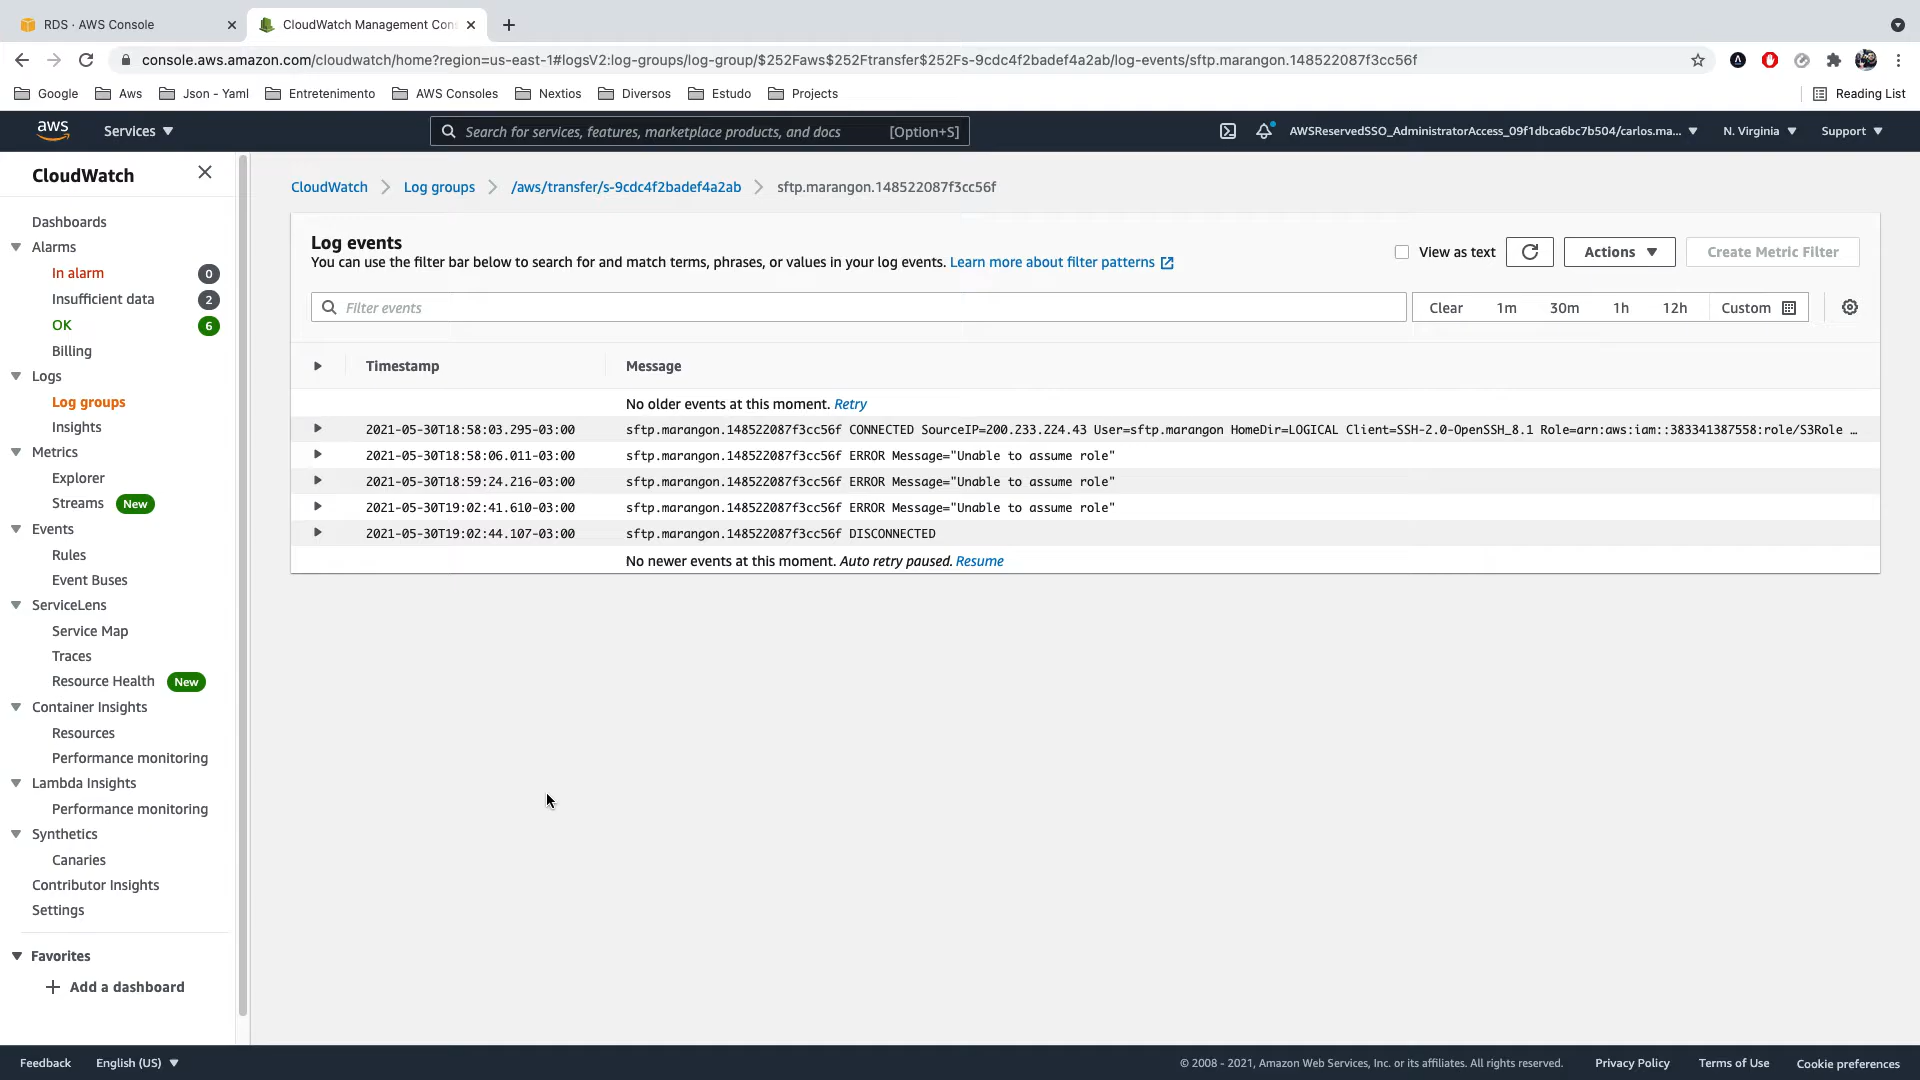 RDS · AWS Console
CloudWatch Management Con
console.aws.amazon.com/cloudwatch/home?region=us-east-1#logsV2:log-groups/log-group/$252Faws$252Ftransfer$252Fs-9cdc4f2badef4a2ab/log-events/sftp.marangon.148522087f3cc56f
Google Aws Json - Yaml Entretenimento AWS Consoles Nextios Diversos Estudo Projects Reading List
aws Services Search for services, features, marketplace products, and docs [Option+S] AWSReservedSSO_AdministratorAccess_09f1dbca6bc7b504/carlos.ma... N. Virginia Support
CloudWatch
Dashboards
Alarms
In alarm 0
Insufficient data 2
OK 6
Billing
Logs
Log groups
Insights
Metrics
Explorer
Streams New
Events
Rules
Event Buses
ServiceLens
Service Map
Traces
Resource Health New
Container Insights
Resources
Performance monitoring
Lambda Insights
Performance monitoring
Synthetics
Canaries
Contributor Insights
Settings
Favorites
Add a dashboard
CloudWatch Log groups /aws/transfer/s-9cdc4f2badef4a2ab sftp.marangon.148522087f3cc56f
Log events
You can use the filter bar below to search for and match terms, phrases, or values in your log events. Learn more about filter patterns
View as text Actions Create Metric Filter
Filter events Clear 1m 30m 1h 12h Custom
Timestamp Message
No older events at this moment. Retry
2021-05-30T18:58:03.295-03:00 sftp.marangon.148522087f3cc56f CONNECTED SourceIP=200.233.224.43 User=sftp.marangon HomeDir=LOGICAL Client=SSH-2.0-OpenSSH_8.1 Role=arn:aws:iam::383341387558:role/S3Role …
2021-05-30T18:58:06.011-03:00 sftp.marangon.148522087f3cc56f ERROR Message="Unable to assume role"
2021-05-30T18:59:24.216-03:00 sftp.marangon.148522087f3cc56f ERROR Message="Unable to assume role"
2021-05-30T19:02:41.610-03:00 sftp.marangon.148522087f3cc56f ERROR Message="Unable to assume role"
2021-05-30T19:02:44.107-03:00 sftp.marangon.148522087f3cc56f DISCONNECTED
No newer events at this moment. Auto retry paused. Resume
Feedback English (US) © 2008 - 2021, Amazon Web Services, Inc. or its affiliates. All rights reserved. Privacy Policy Terms of Use Cookie preferences